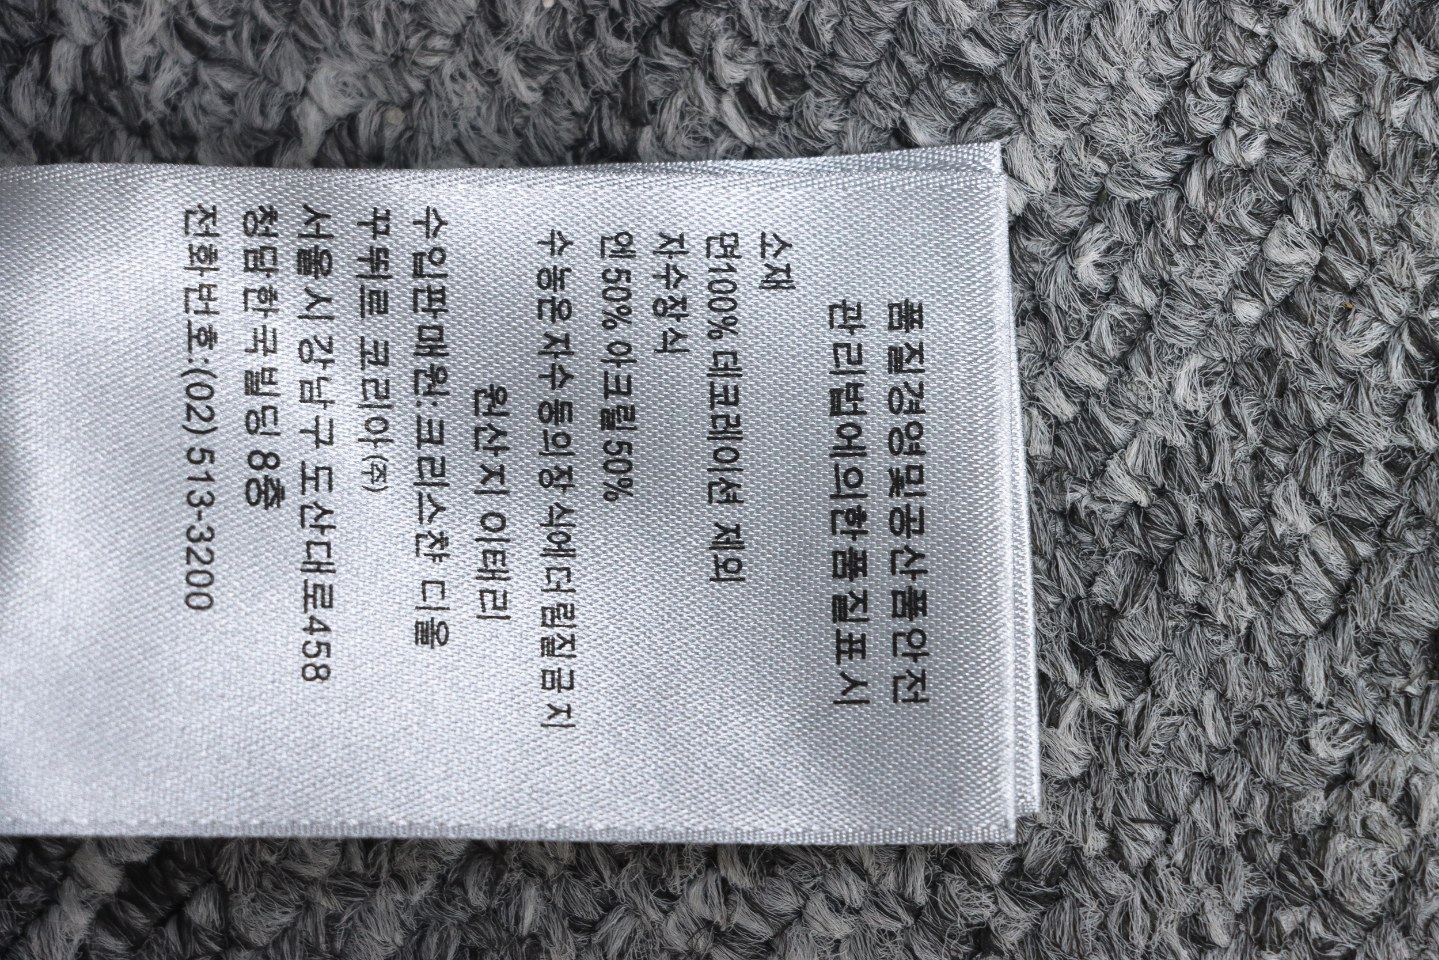 품질경영및공산품안전
관리법에의한품질표시
소재
면100% 데코레이션 제외
자수장식
면50% 아크릴50%
수놓은자수 등의장식에다림질금지
원산지 이태리
수입판매원:크리스챤 디올
꾸뛰르 코리아 (주)
서울시강남구 도산대로458
청담한국빌딩 8층
전화번호:(02)513-3200